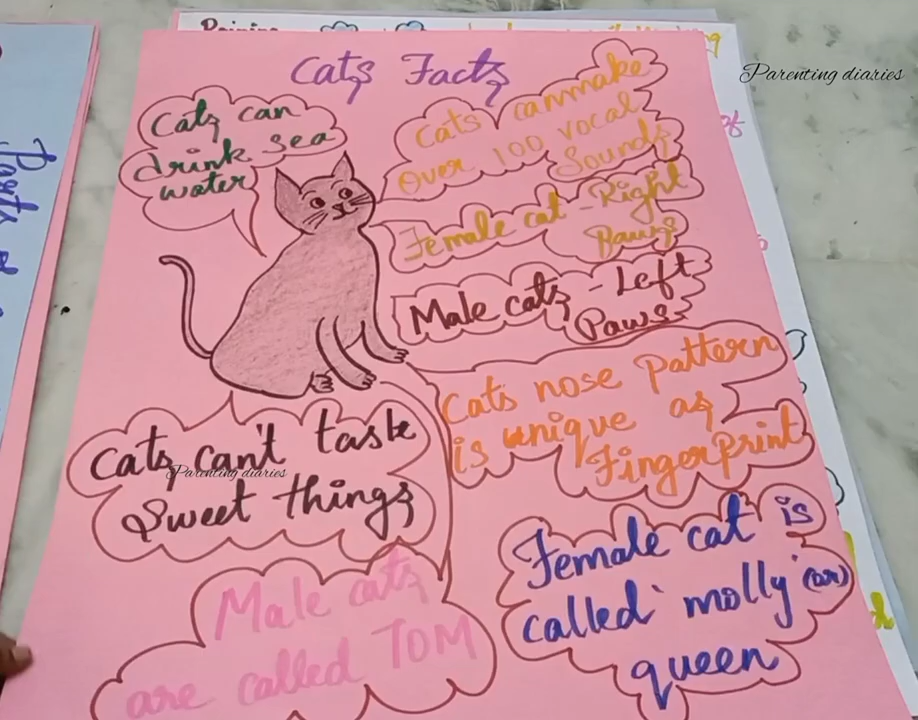 Parenting diaries
Cats Facts
Cats can
drink sea
water
Cats canmake
Over 100 vocal
Sounds
Female cat - Right
Paws
Male cats - Left
Paws
Cats nose pattern
is unique as
Fingerprint
Cats can't taste
Sweet things
Parenting diaries
Female cat is
called 'molly' (or)
queen
Male cats
are called TOM